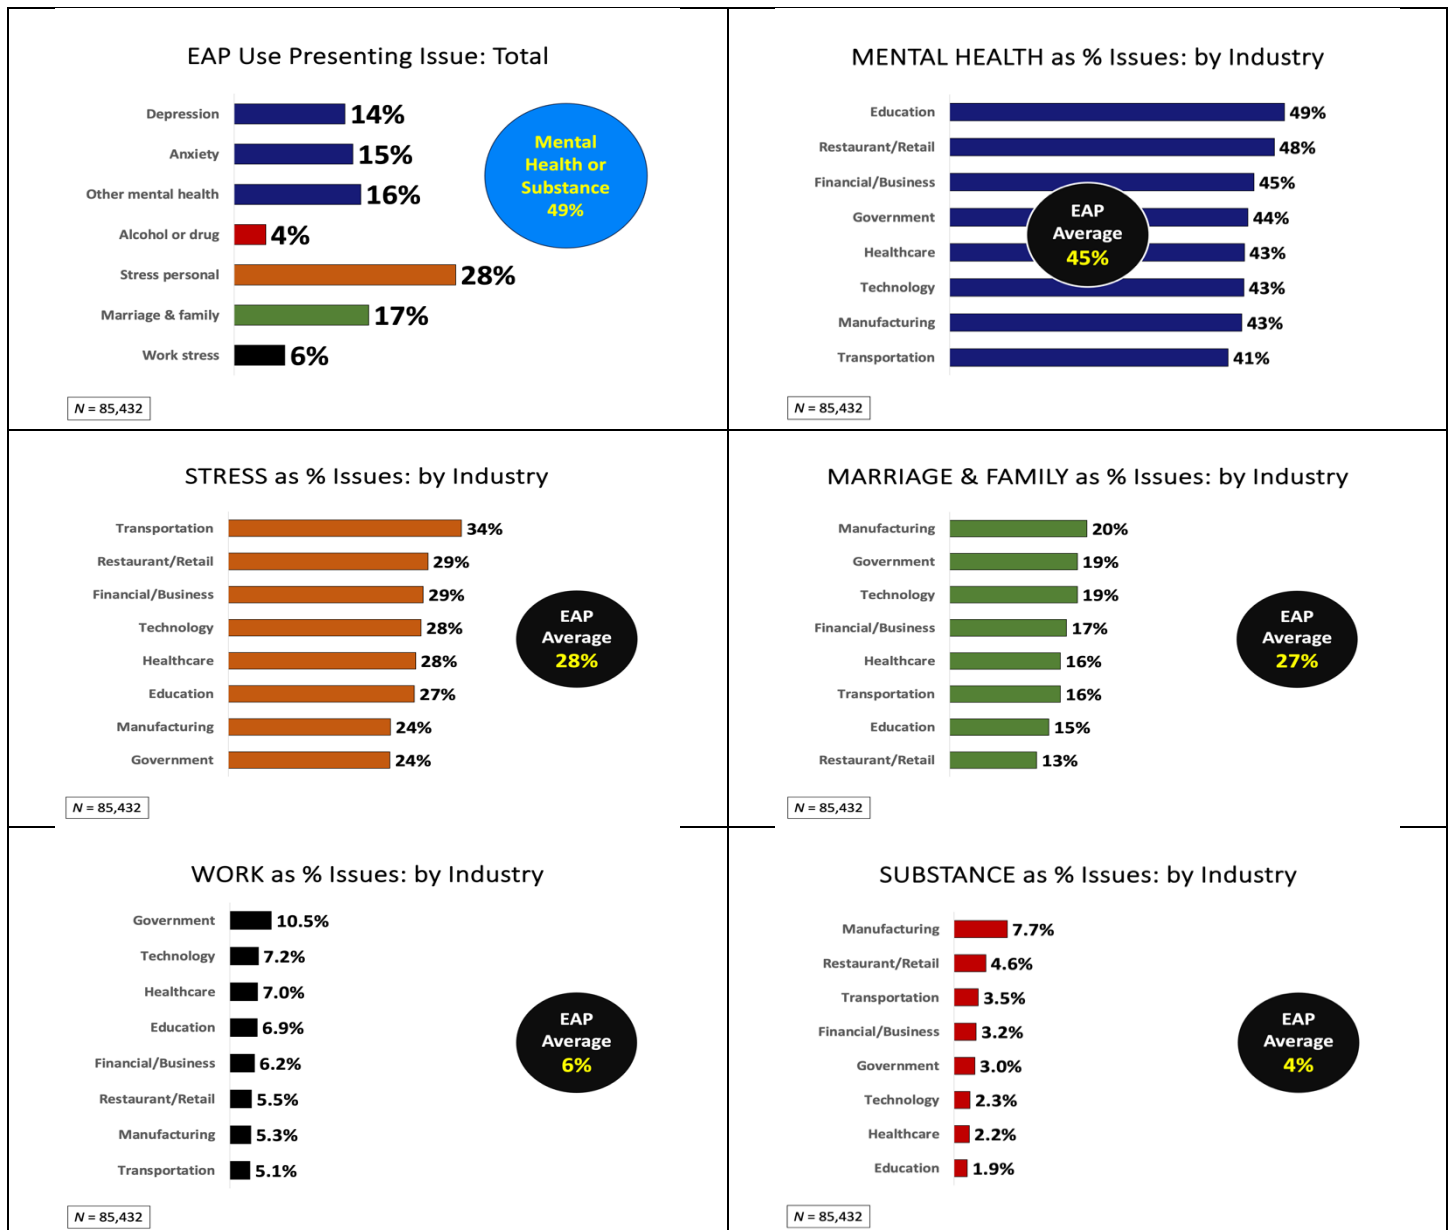 EAP Use Presenting Issue: Total
Depression 14%
Anxiety 15%
Other mental health 16%
Alcohol or drug 4%
Stress personal 28%
Marriage & family 17%
Work stress 6%
Mental
Health or
Substance
49%
N = 85,432
MENTAL HEALTH as % Issues: by Industry
Education 49%
Restaurant/Retail 48%
Financial/Business 45%
Government 44%
Healthcare 43%
Technology 43%
Manufacturing 43%
Transportation 41%
EAP
Average
45%
N = 85,432
STRESS as % Issues: by Industry
Transportation 34%
Restaurant/Retail 29%
Financial/Business 29%
Technology 28%
Healthcare 28%
Education 27%
Manufacturing 24%
Government 24%
EAP
Average
28%
N = 85,432
MARRIAGE & FAMILY as % Issues: by Industry
Manufacturing 20%
Government 19%
Technology 19%
Financial/Business 17%
Healthcare 16%
Transportation 16%
Education 15%
Restaurant/Retail 13%
EAP
Average
27%
N = 85,432
WORK as % Issues: by Industry
Government 10.5%
Technology 7.2%
Healthcare 7.0%
Education 6.9%
Financial/Business 6.2%
Restaurant/Retail 5.5%
Manufacturing 5.3%
Transportation 5.1%
EAP
Average
6%
N = 85,432
SUBSTANCE as % Issues: by Industry
Manufacturing 7.7%
Restaurant/Retail 4.6%
Transportation 3.5%
Financial/Business 3.2%
Government 3.0%
Technology 2.3%
Healthcare 2.2%
Education 1.9%
EAP
Average
4%
N = 85,432